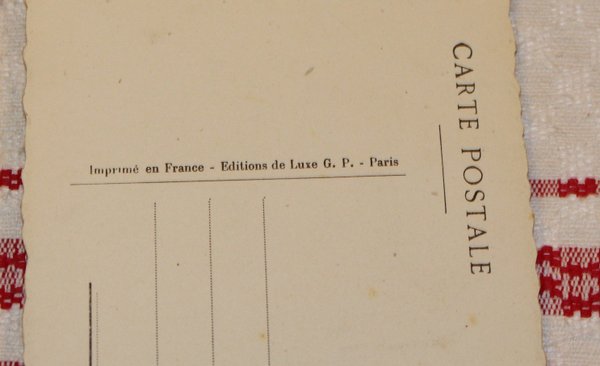 CARTE POSTALE
Imprimé en France - Editions de Luxe G. P. - Paris